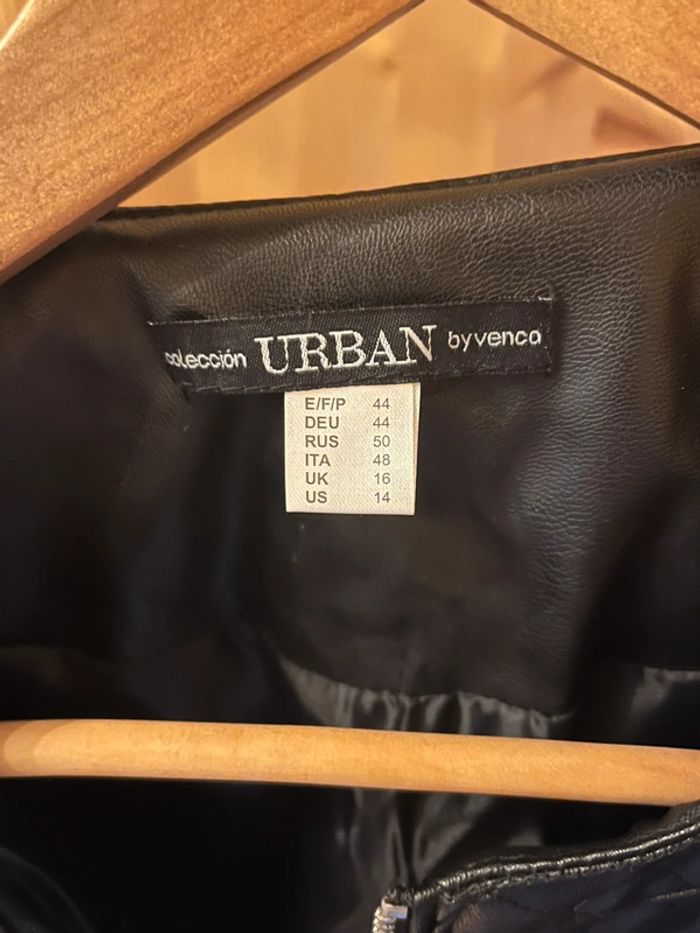 colección URBAN byvenca
E/F/P 44
DEU 44
RUS 50
ITA 48
UK 16
US 14